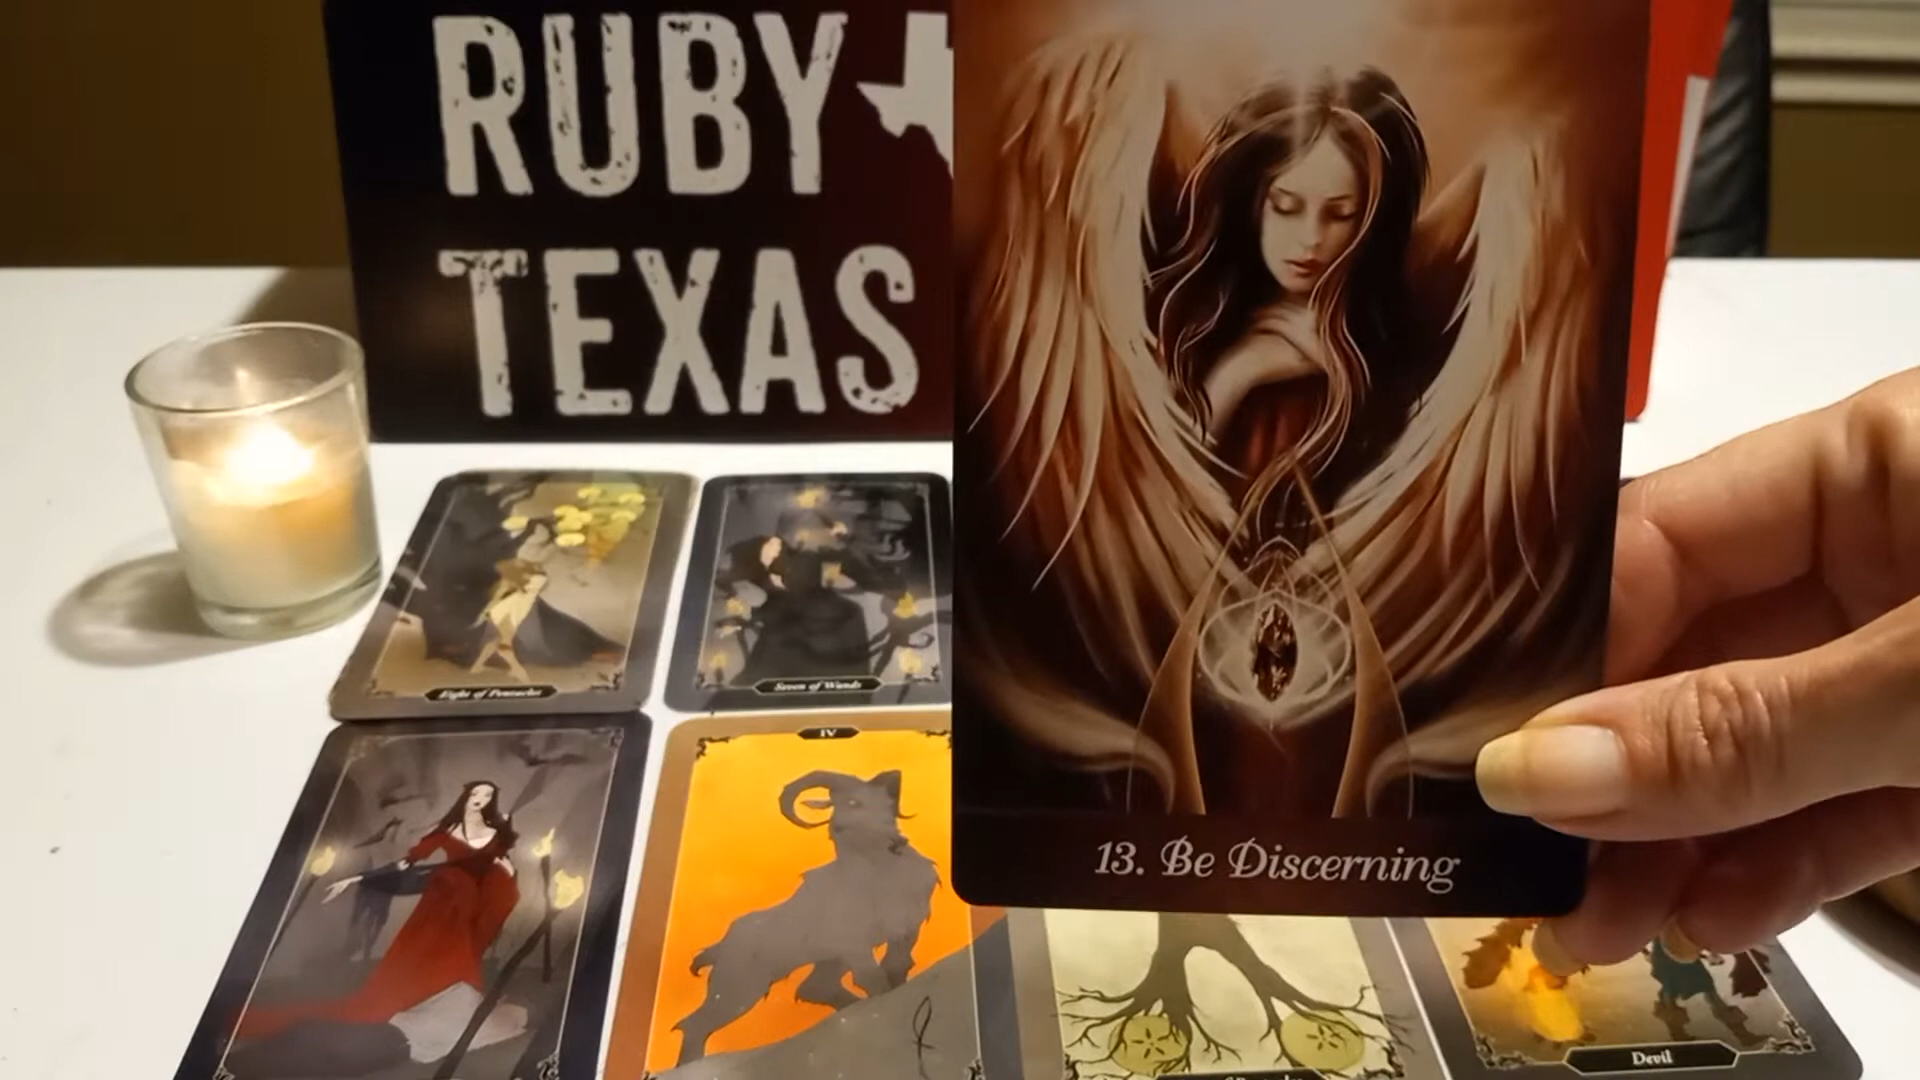 RUBY
TEXAS
Eight of Pentacles
Seven of Wands
IV
13. Be Discerning
Devil